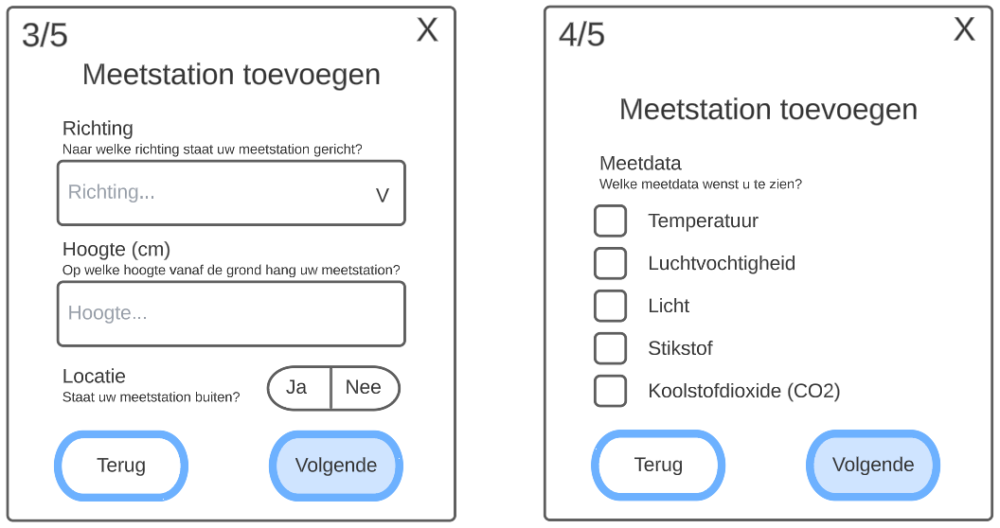 3/5
X
Meetstation toevoegen
Richting
Naar welke richting staat uw meetstation gericht?
Richting...
V
Hoogte (cm)
Op welke hoogte vanaf de grond hang uw meetstation?
Hoogte...
Locatie
Staat uw meetstation buiten?
Ja
Nee
Terug
Volgende
4/5
X
Meetstation toevoegen
Meetdata
Welke meetdata wenst u te zien?
Temperatuur
Luchtvochtigheid
Licht
Stikstof
Koolstofdioxide (CO2)
Terug
Volgende